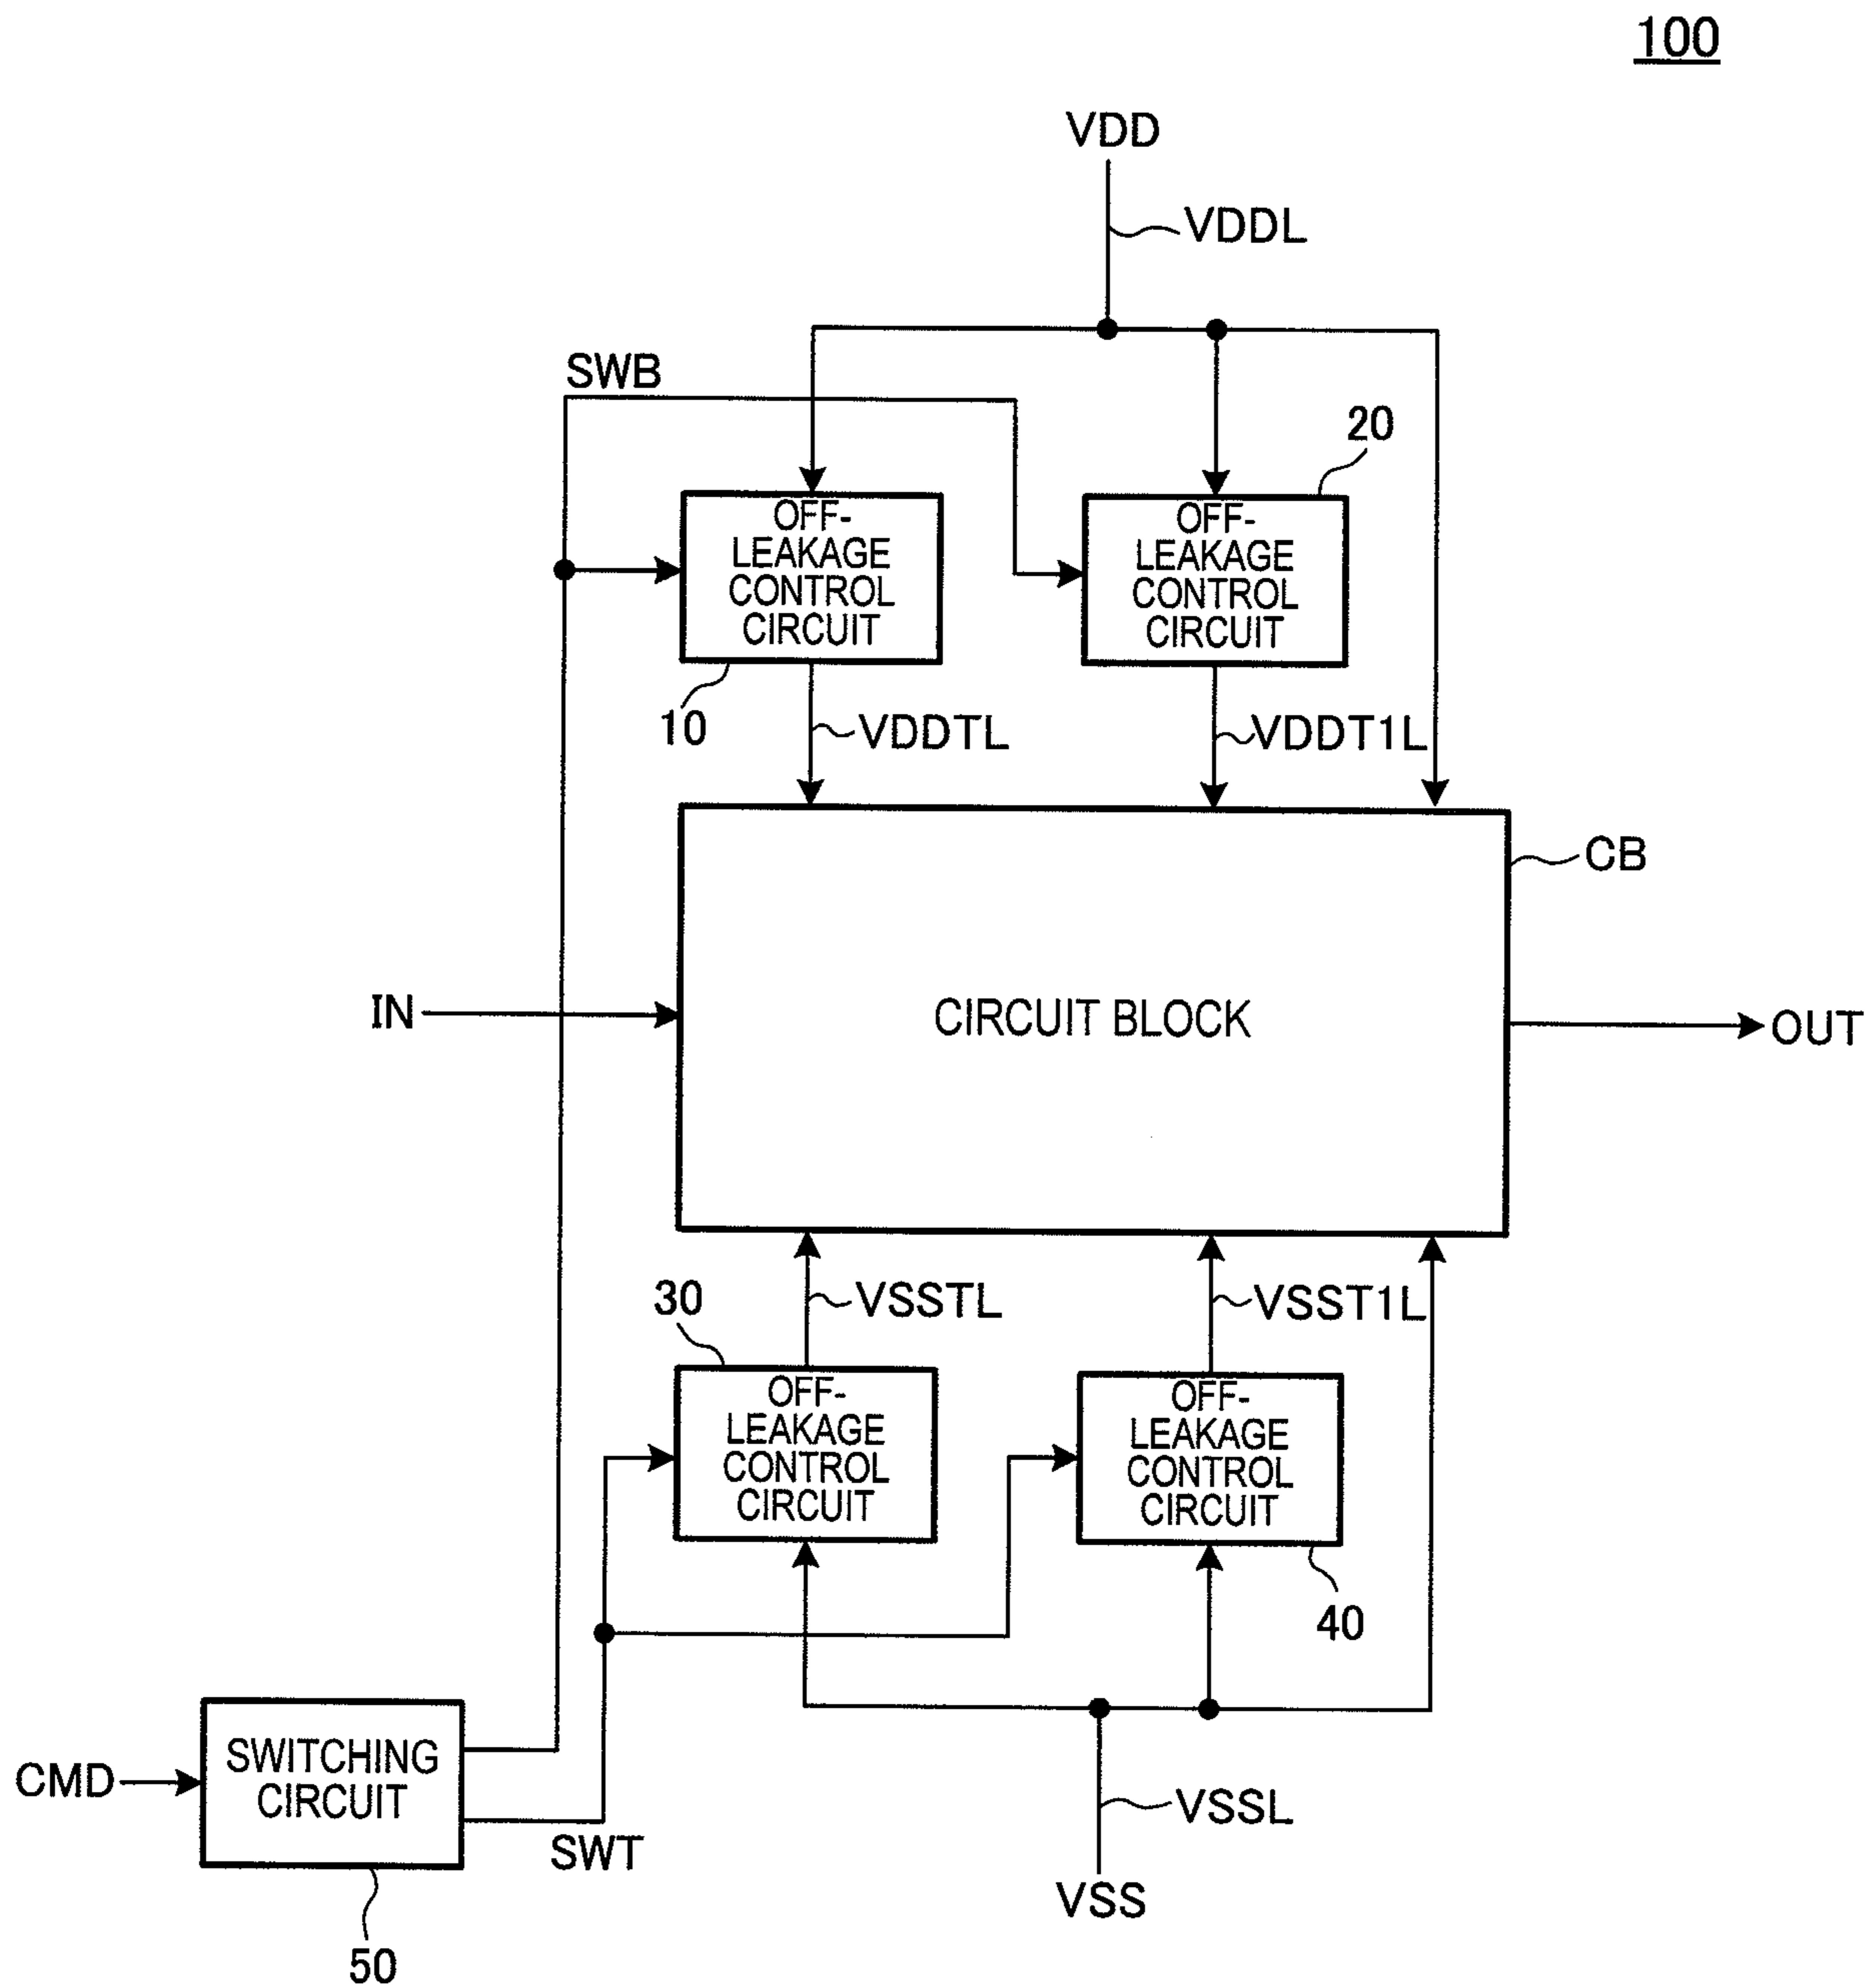 100
VDD
VDDL
SWB
20
OFF-
LEAKAGE
CONTROL
CIRCUIT
OFF-
LEAKAGE
CONTROL
CIRCUIT
10
VDDTL
VDDT1L
CB
IN
CIRCUIT BLOCK
OUT
30
VSSTL
VSST1L
OFF-
LEAKAGE
CONTROL
CIRCUIT
OFF-
LEAKAGE
CONTROL
CIRCUIT
40
CMD
SWITCHING
CIRCUIT
SWT
VSSL
VSS
50